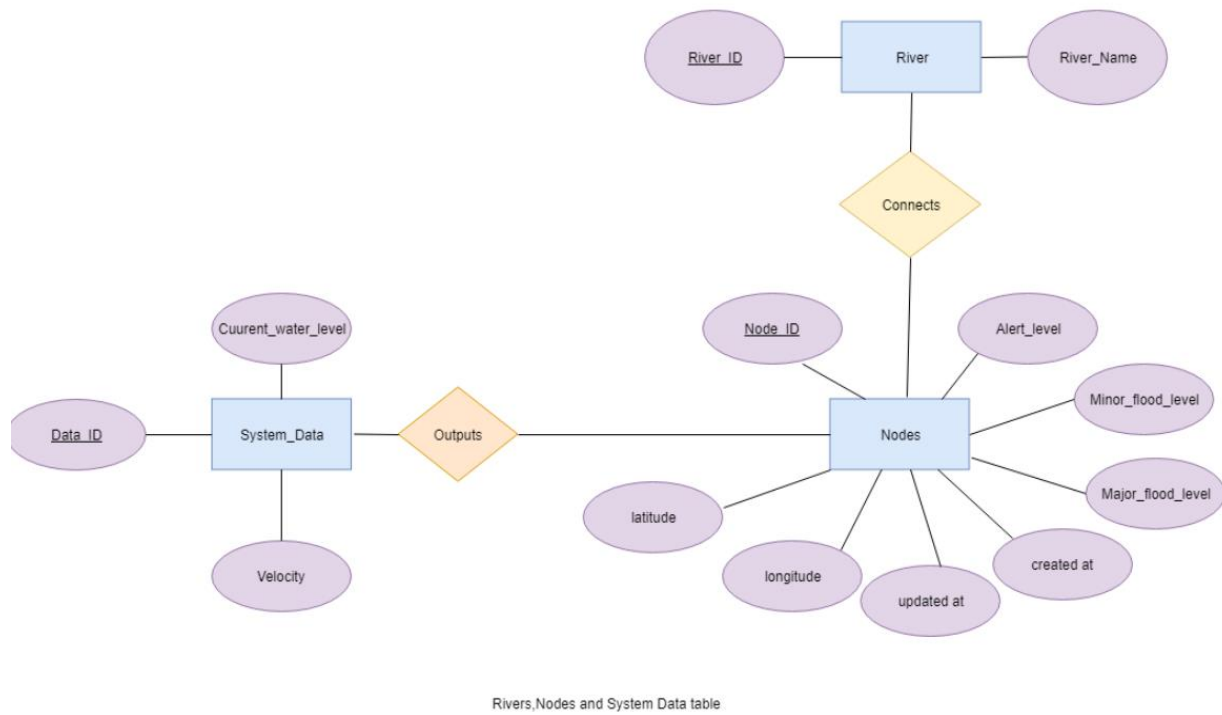 River_ID
River
River_Name
Connects
Node_ID
Alert_level
Cuurent_water_level
Minor_flood_level
Data_ID
System_Data
Outputs
Nodes
Major_flood_level
latitude
created at
longitude
Velocity
updated at
Rivers,Nodes and System Data table